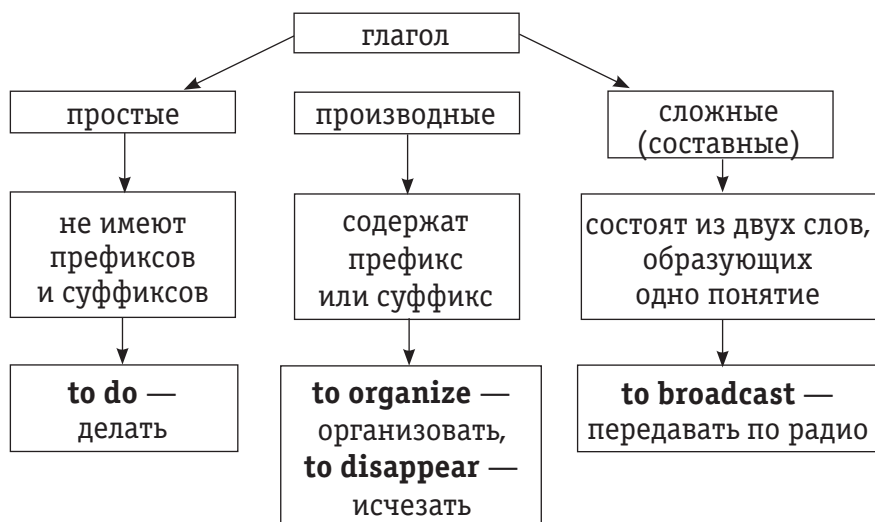 глагол
простые
производные
сложные
(составные)
не имеют
префиксов
и суффиксов
содержат
префикс
или суффикс
состоят из двух слов,
образующих
одно понятие
to do —
делать
to organize —
организовать,
to disappear —
исчезать
to broadcast —
передавать по радио